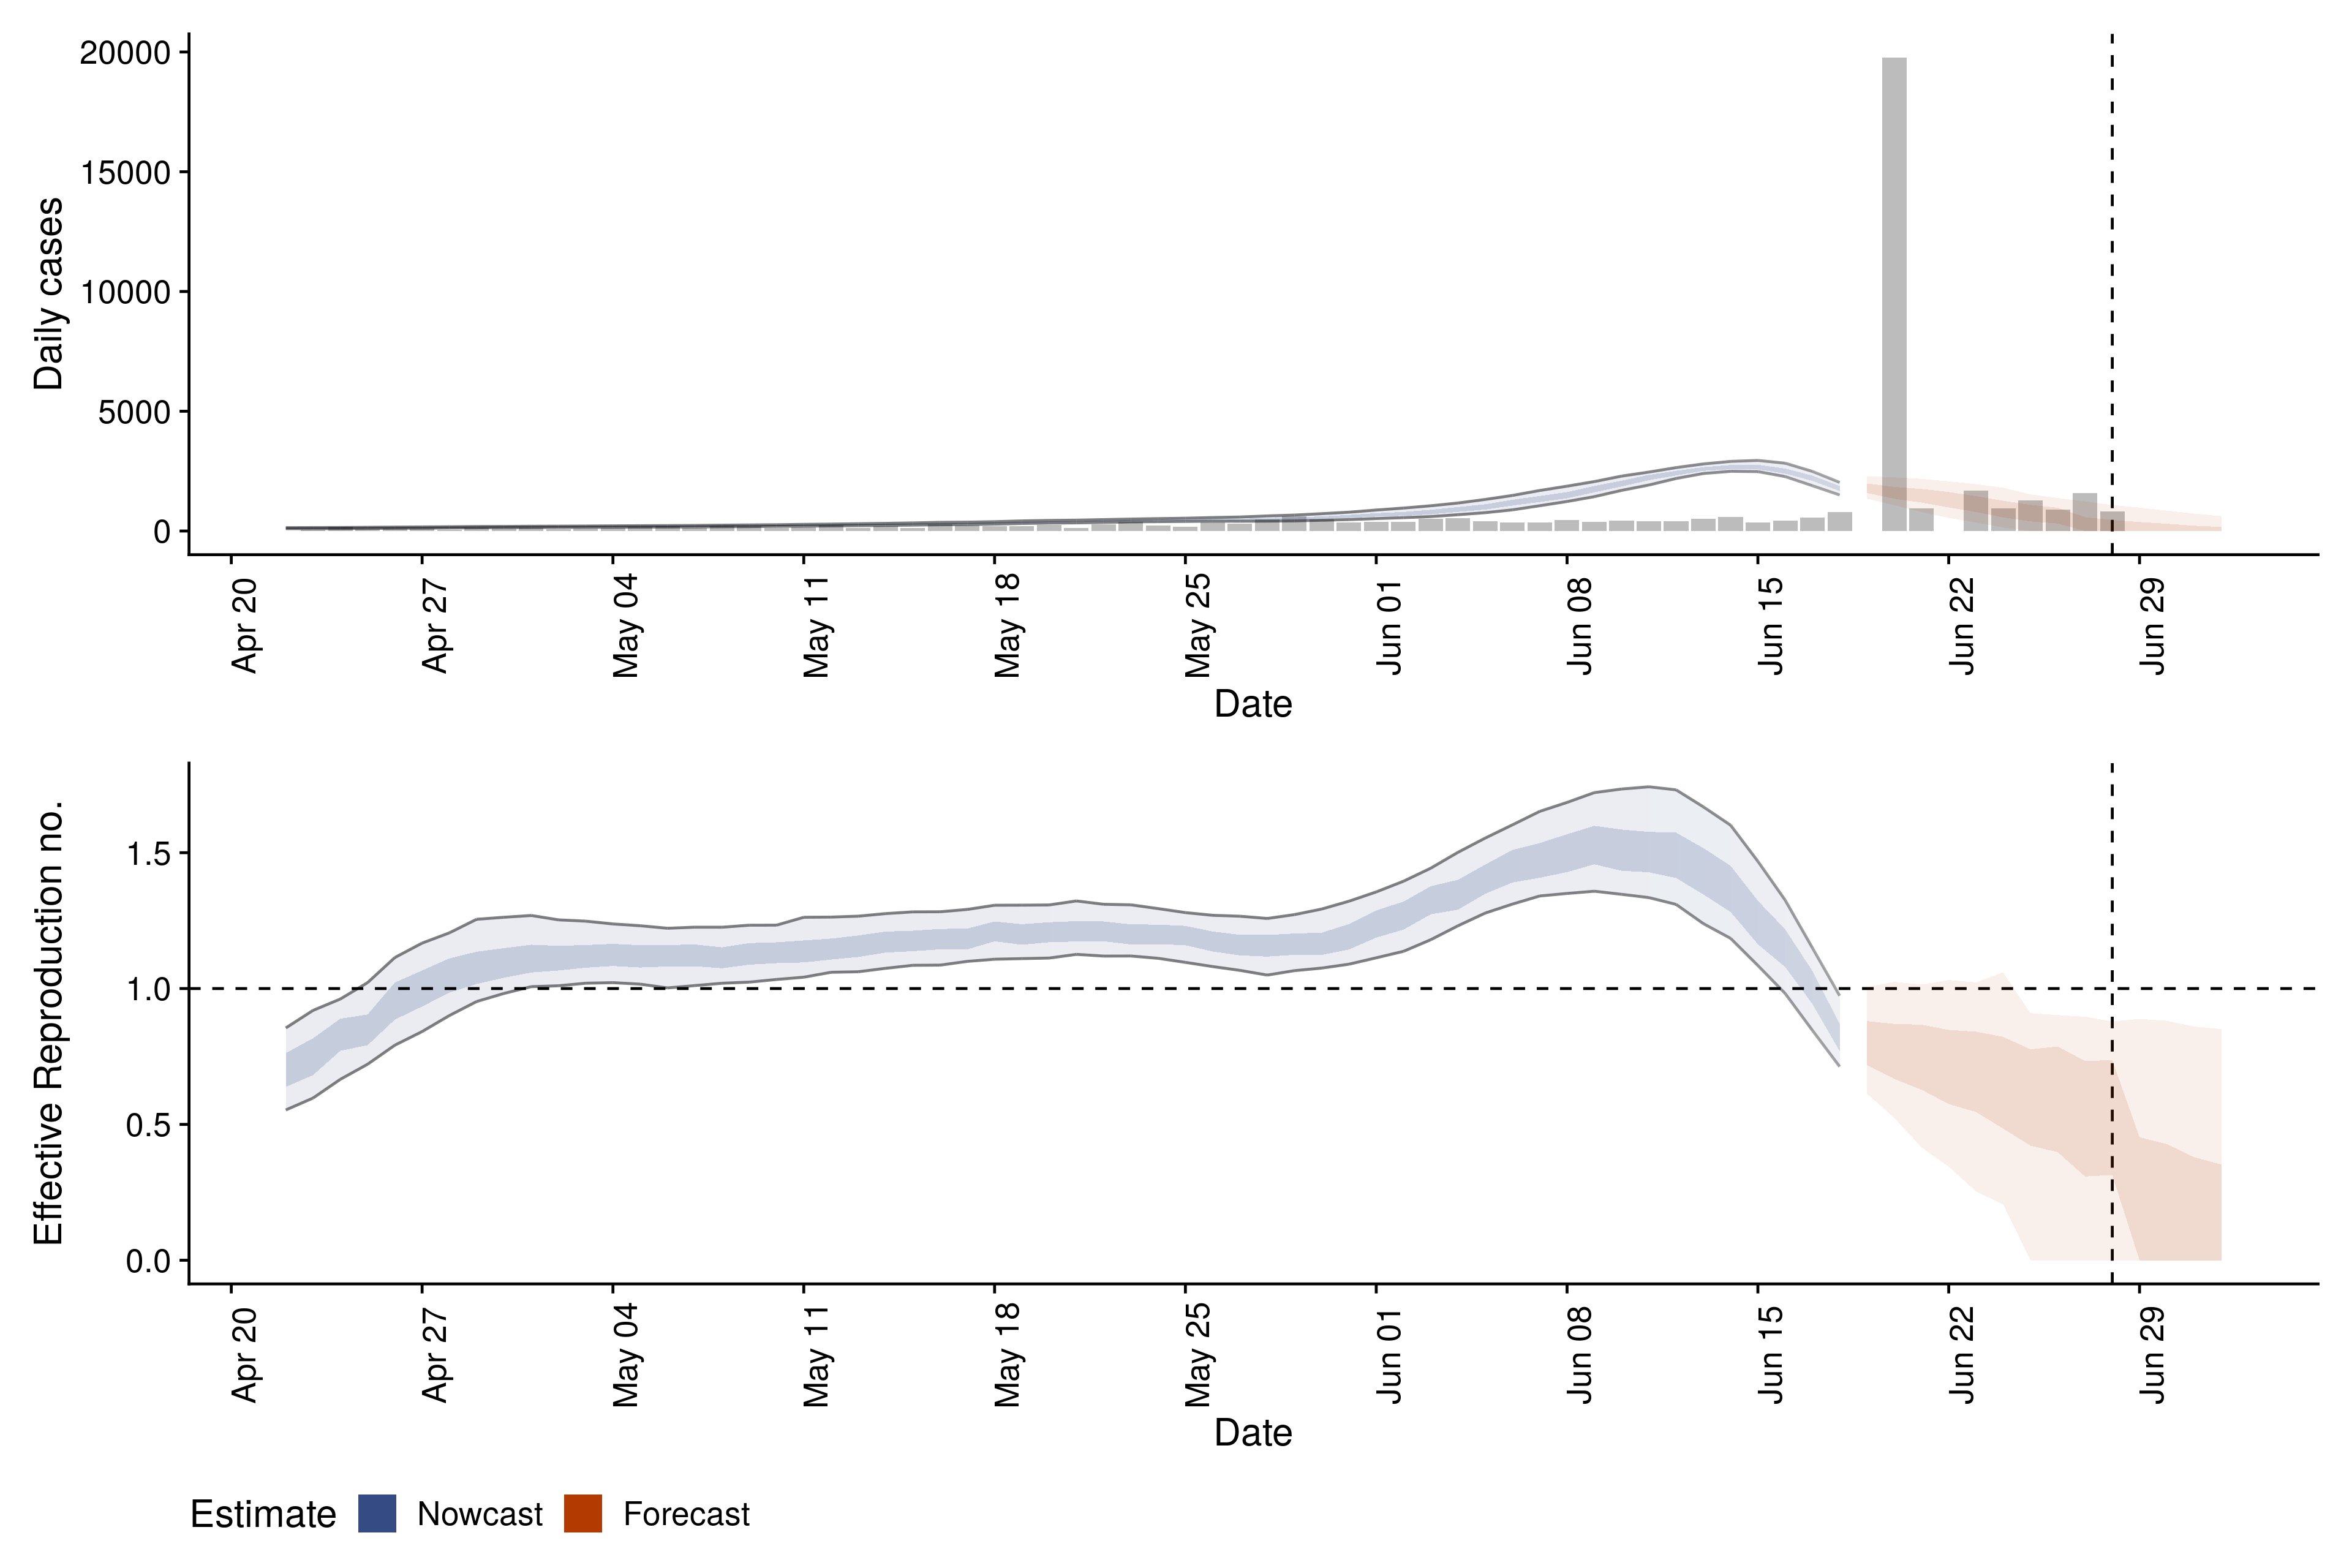 Daily cases
20000
15000
10000
5000
0
Apr 20
Apr 27
May 04
May 11
May 18
May 25
Jun 01
Jun 08
Jun 15
Jun 22
Jun 29
Date
Effective Reproduction no.
1.5
1.0
0.5
0.0
Apr 20
Apr 27
May 04
May 11
May 18
May 25
Jun 01
Jun 08
Jun 15
Jun 22
Jun 29
Date
Estimate Nowcast Forecast